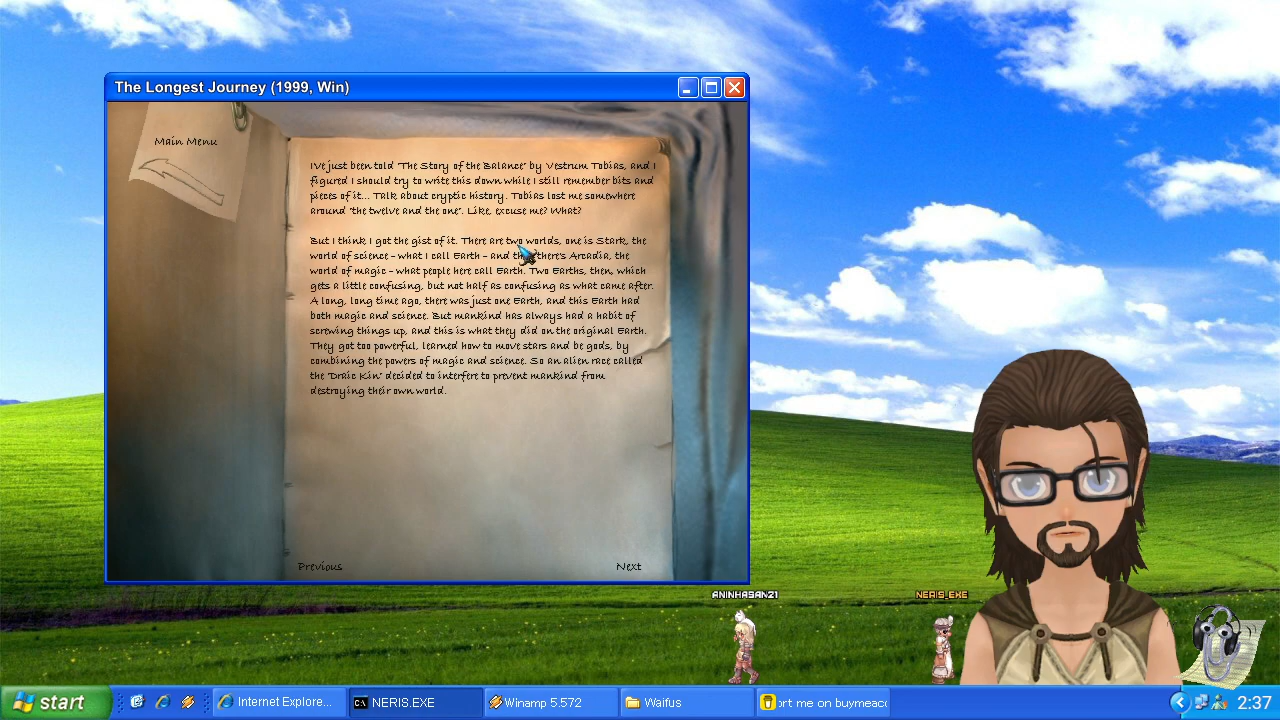 The Longest Journey (1999, Win)
Main Menu
I've just been told "The Story of the Balance" by Vestrum Tobias, and I
figured I should try to write this down while I still remember bits and
pieces of it... Talk about cryptic history. Tobias lost me somewhere
around "the twelve and the one". Like, excuse me? What?
But I think I got the gist of it. There are two worlds, one is Stark, the
world of science - what I call Earth - and there's Arcadia, the
world of magic - what people here call Earth. Two Earths, then, which
gets a little confusing, but not half as confusing as what came after.
A long, long time ago, there was just one Earth, and this Earth had
both magic and science. But mankind has always had a habit of
screwing things up, and this is what they did on the original Earth.
They got too powerful, learned how to move stars and be gods, by
combining the powers of magic and science. So an alien race called
the "Draic Kin" decided to interfere to prevent mankind from
destroying their own world.
Previous
Next
ANINHASAN21
NERIS_EXE
start
Internet Explore...
NERIS.EXE
Winamp 5.572
Waifus
ort me on buymeaco
2:37